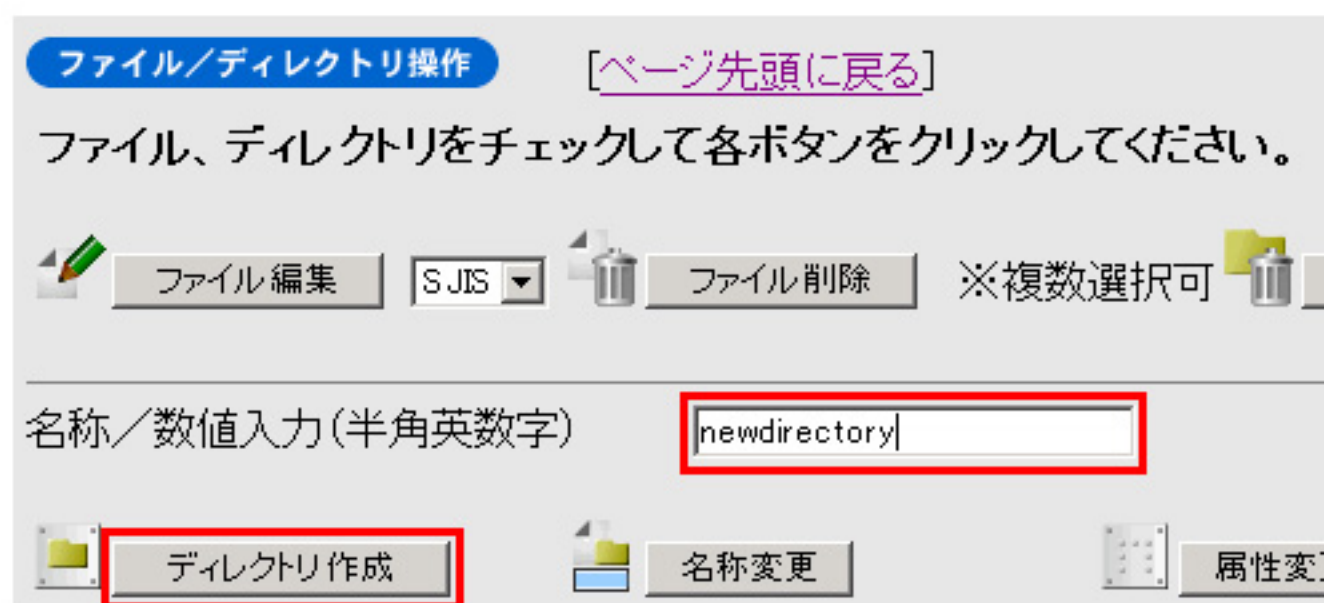 ファイル/ディレクトリ操作 [ページ先頭に戻る]
ファイル、ディレクトリをチェックして各ボタンをクリックしてください。
ファイル編集 SJIS ファイル削除 ※複数選択可
名称/数値入力(半角英数字) newdirectory
ディレクトリ作成 名称変更 属性変